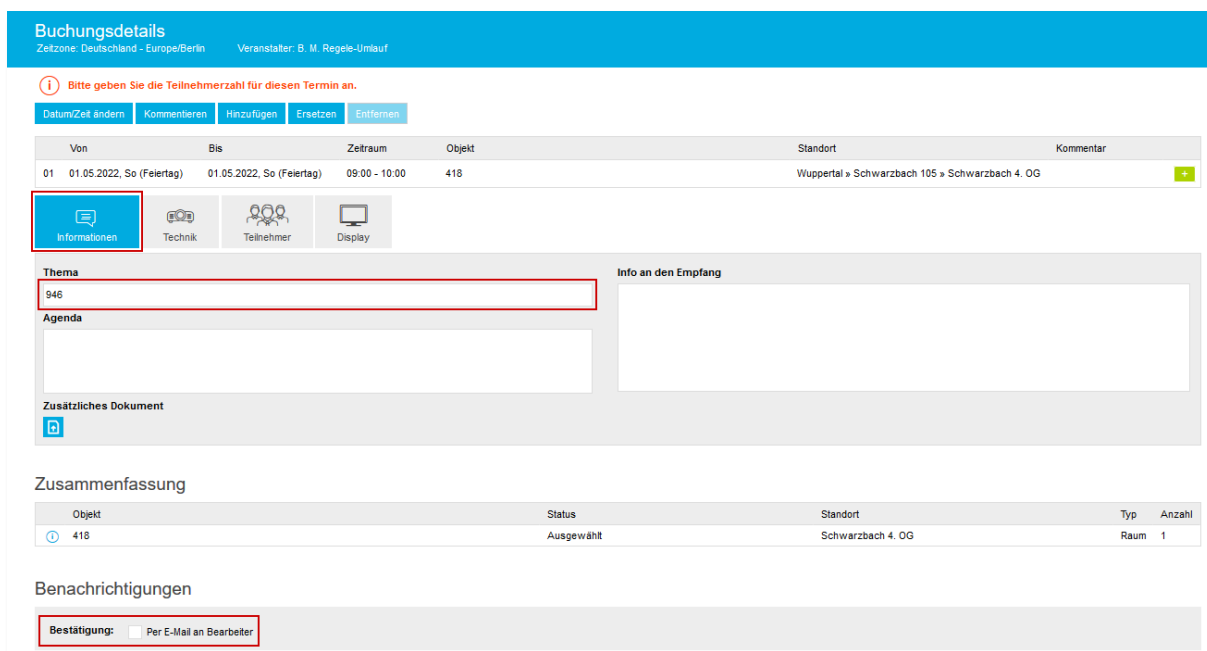 Buchungsdetails
Zeitzone: Deutschland - Europe/Berlin Veranstalter: B. M. Regele-Umlauf
Bitte geben Sie die Teilnehmerzahl für diesen Termin an.
Datum/Zeit ändern Kommentieren Hinzufügen Ersetzen Entfernen
Von Bis Zeitraum Objekt Standort Kommentar
01 01.05.2022, So (Feiertag) 01.05.2022, So (Feiertag) 09:00 - 10:00 418 Wuppertal » Schwarzbach 105 » Schwarzbach 4. OG +
Informationen Technik Teilnehmer Display
Thema Info an den Empfang
946
Agenda
Zusätzliches Dokument
Zusammenfassung
Objekt Status Standort Typ Anzahl
418 Ausgewählt Schwarzbach 4. OG Raum 1
Benachrichtigungen
Bestätigung: Per E-Mail an Bearbeiter